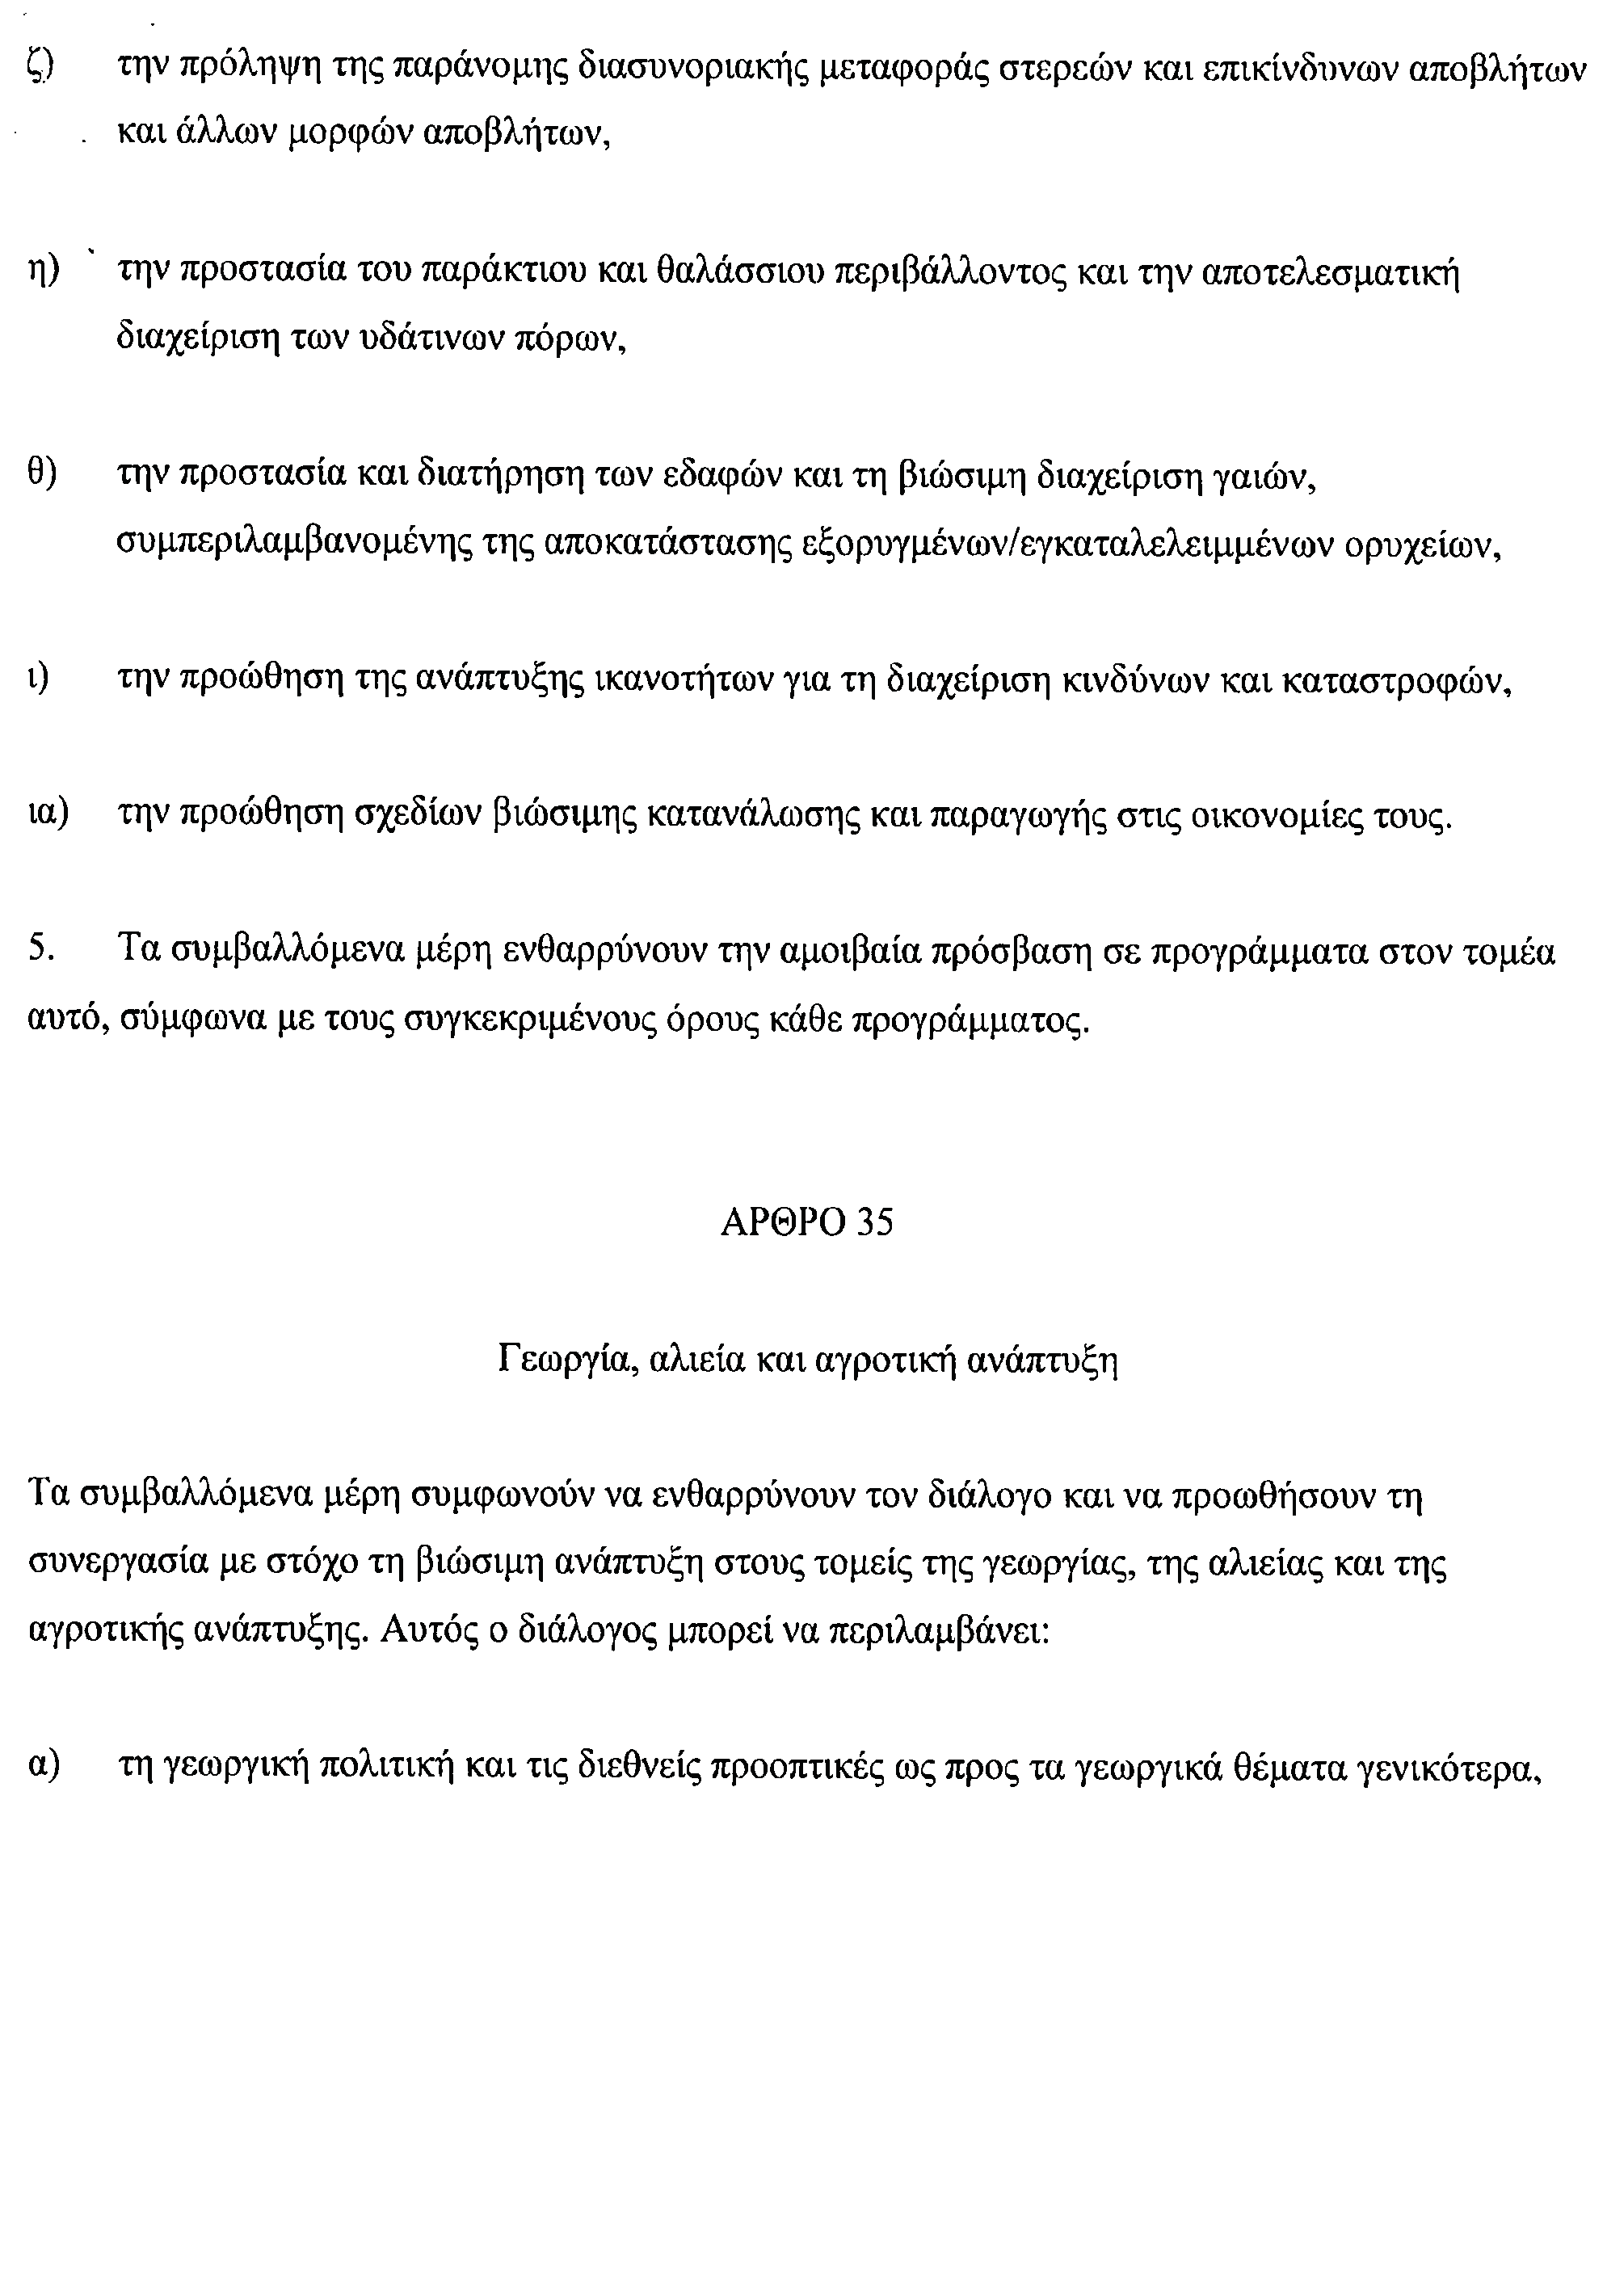 ζ) την πρόληψη της παράνομης διασυνοριακής μεταφοράς στερεών και επικίνδυνων αποβλήτων
και άλλων μορφών αποβλήτων,
η) την προστασία του παράκτιου και θαλάσσιου περιβάλλοντος και την αποτελεσματική
διαχείριση των υδάτινων πόρων,
θ) την προστασία και διατήρηση των εδαφών και τη βιώσιμη διαχείριση γαιών,
συμπεριλαμβανομένης της αποκατάστασης εξορυγμένων/εγκαταλελειμμένων ορυχείων,
ι) την προώθηση της ανάπτυξης ικανοτήτων για τη διαχείριση κινδύνων και καταστροφών,
ια) την προώθηση σχεδίων βιώσιμης κατανάλωσης και παραγωγής στις οικονομίες τους.
5. Τα συμβαλλόμενα μέρη ενθαρρύνουν την αμοιβαία πρόσβαση σε προγράμματα στον τομέα
αυτό, σύμφωνα με τους συγκεκριμένους όρους κάθε προγράμματος.
ΑΡΘΡΟ 35
Γεωργία, αλιεία και αγροτική ανάπτυξη
Τα συμβαλλόμενα μέρη συμφωνούν να ενθαρρύνουν τον διάλογο και να προωθήσουν τη
συνεργασία με στόχο τη βιώσιμη ανάπτυξη στους τομείς της γεωργίας, της αλιείας και της
αγροτικής ανάπτυξης. Αυτός ο διάλογος μπορεί να περιλαμβάνει:
α) τη γεωργική πολιτική και τις διεθνείς προοπτικές ως προς τα γεωργικά θέματα γενικότερα,